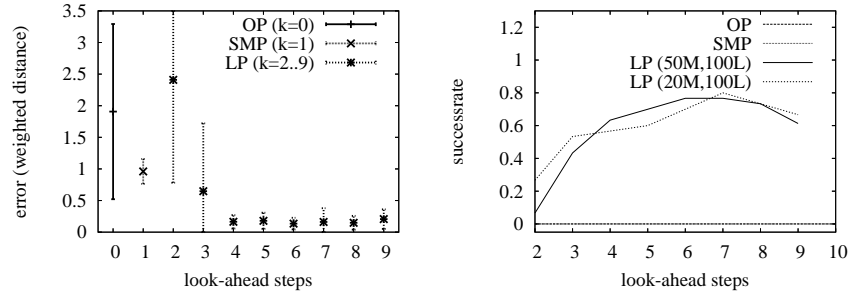 error (weighted distance)
3.5
3
2.5
2
1.5
1
0.5
0
OP (k=0)
SMP (k=1)
LP (k=2..9)
0 1 2 3 4 5 6 7 8 9
look-ahead steps
successrate
1.2
1
0.8
0.6
0.4
0.2
0
OP
SMP
LP (50M,100L)
LP (20M,100L)
2 3 4 5 6 7 8 9 10
look-ahead steps